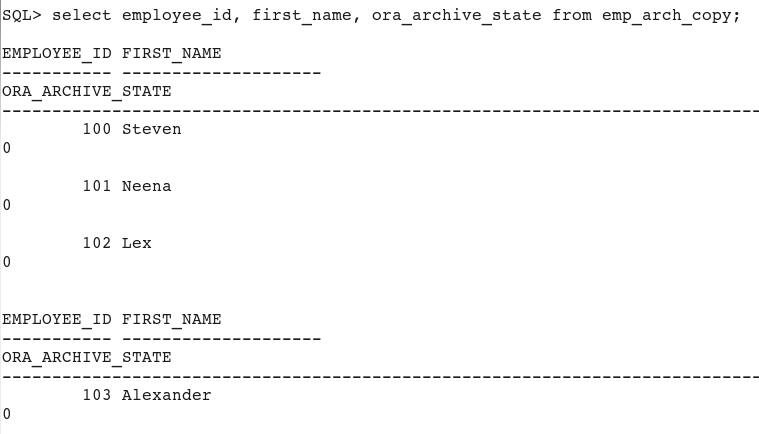 SQL> select employee_id, first_name, ora_archive_state from emp_arch_copy;
EMPLOYEE_ID FIRST_NAME
----------- --------------------
ORA_ARCHIVE_STATE
--------------------------------------------------------------------------------
100 Steven
0
101 Neena
0
102 Lex
0
EMPLOYEE_ID FIRST_NAME
----------- --------------------
ORA_ARCHIVE_STATE
--------------------------------------------------------------------------------
103 Alexander
0